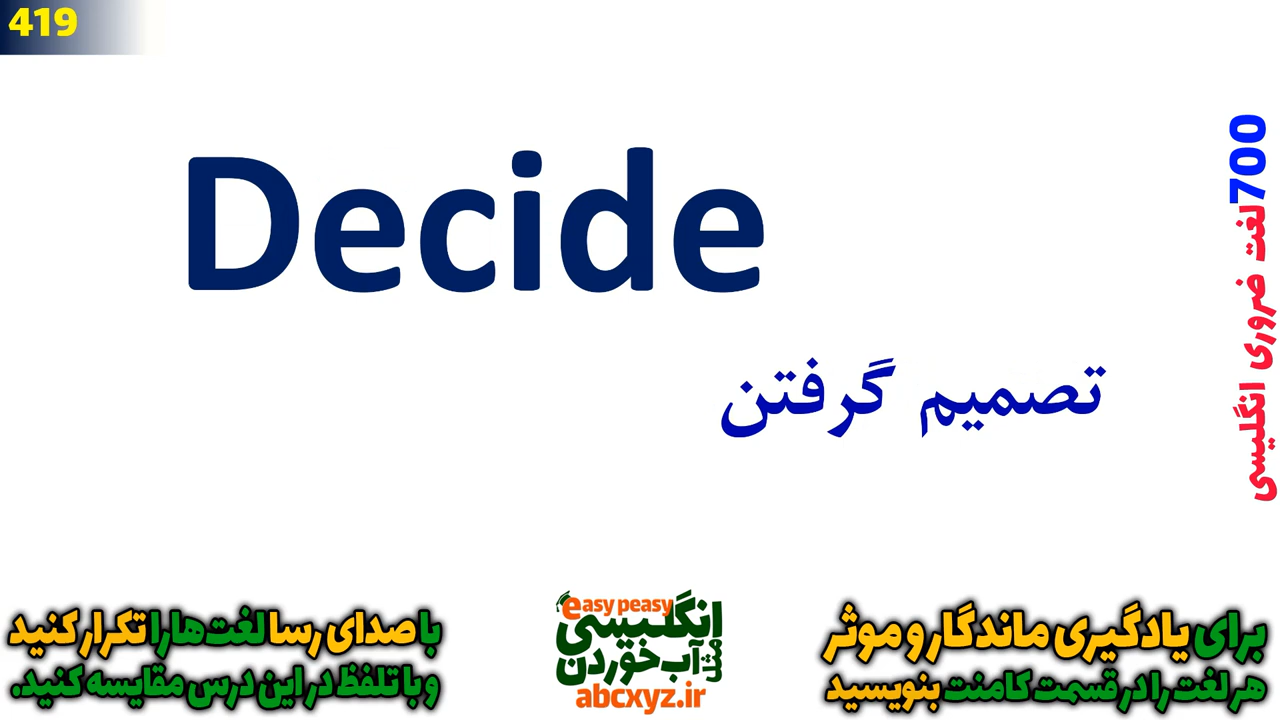 419
Decide
تصمیم گرفتن
700 لغت ضروری انگلیسی
با صدای رسا لغت‌ها را تکرار کنید
و با تلفظ در این درس مقایسه کنید.
easy peasy
انگلیسی
مثل آب خوردن
abcxyz.ir
برای یادگیری ماندگار و موثر
هر لغت را در قسمت کامنت بنویسید